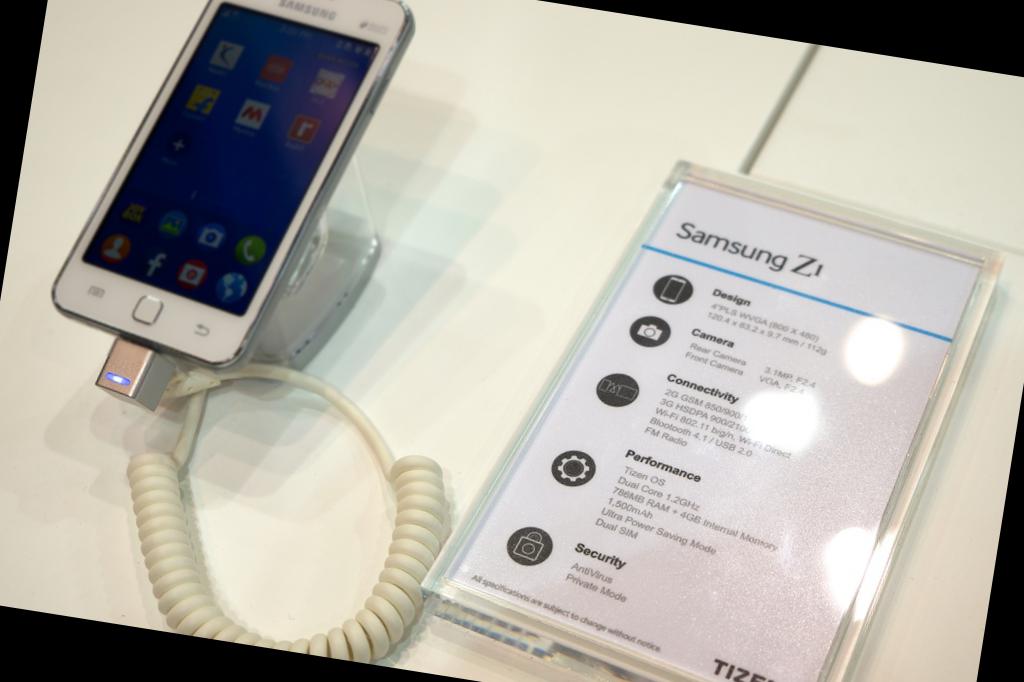 SAMSUNG
Samsung Z1
Design
4"PLS WVGA (800 X 480)
120.4 x 63.2 x 9.7 mm / 112g
Camera
Rear Camera 3.1MP, F2.4
Front Camera VGA, F2.4
Connectivity
2G GSM 850/900/
3G HSDPA 900/2100
Wi-Fi 802.11 b/g/n, Wi-Fi Direct
Blootooth 4.1 / USB 2.0
FM Radio
Performance
Tizen OS
Dual Core 1.2GHz
786MB RAM + 4GB Internal Memory
1,500mAh
Ultra Power Saving Mode
Dual SIM
Security
AntiVirus
Private Mode
All specifications are subject to change without notice.
TIZEN